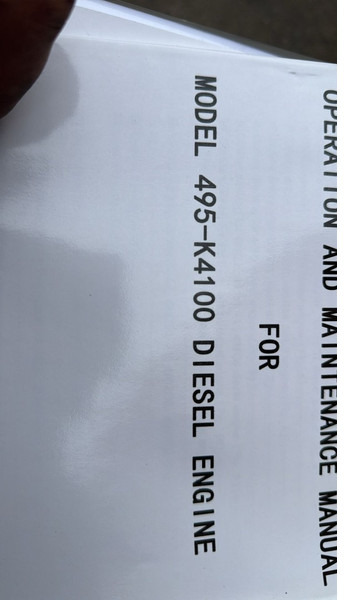 OPERATION AND MAINTENANCE MANUAL
FOR
MODEL 495-K4100 DIESEL ENGINE